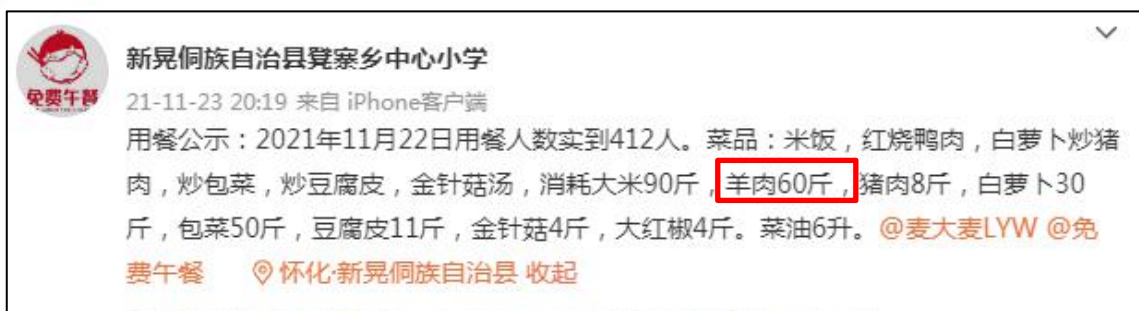 新晃侗族自治县凳寨乡中心小学
免费午餐
21-11-23 20:19 来自 iPhone客户端
用餐公示：2021年11月22日用餐人数实到412人。菜品：米饭，红烧鸭肉，白萝卜炒猪
肉，炒包菜，炒豆腐皮，金针菇汤，消耗大米90斤，羊肉60斤，猪肉8斤，白萝卜30
斤，包菜50斤，豆腐皮11斤，金针菇4斤，大红椒4斤。菜油6升。@麦大麦LYW @免
费午餐 怀化·新晃侗族自治县 收起